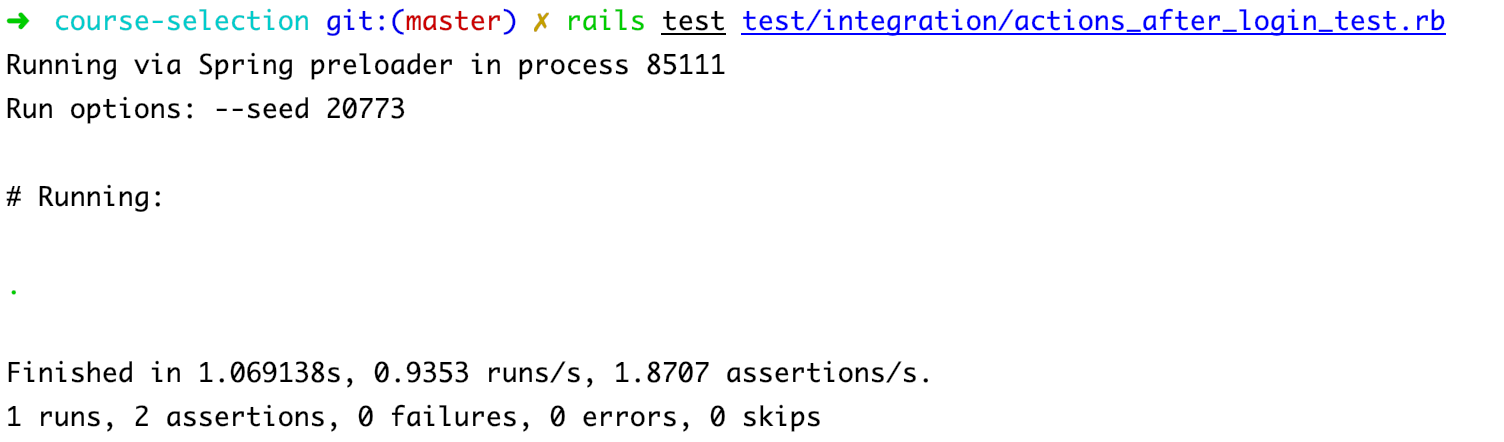 ➜ course-selection git:(master) ✗ rails test test/integration/actions_after_login_test.rb
Running via Spring preloader in process 85111
Run options: --seed 20773
# Running:
.
Finished in 1.069138s, 0.9353 runs/s, 1.8707 assertions/s.
1 runs, 2 assertions, 0 failures, 0 errors, 0 skips